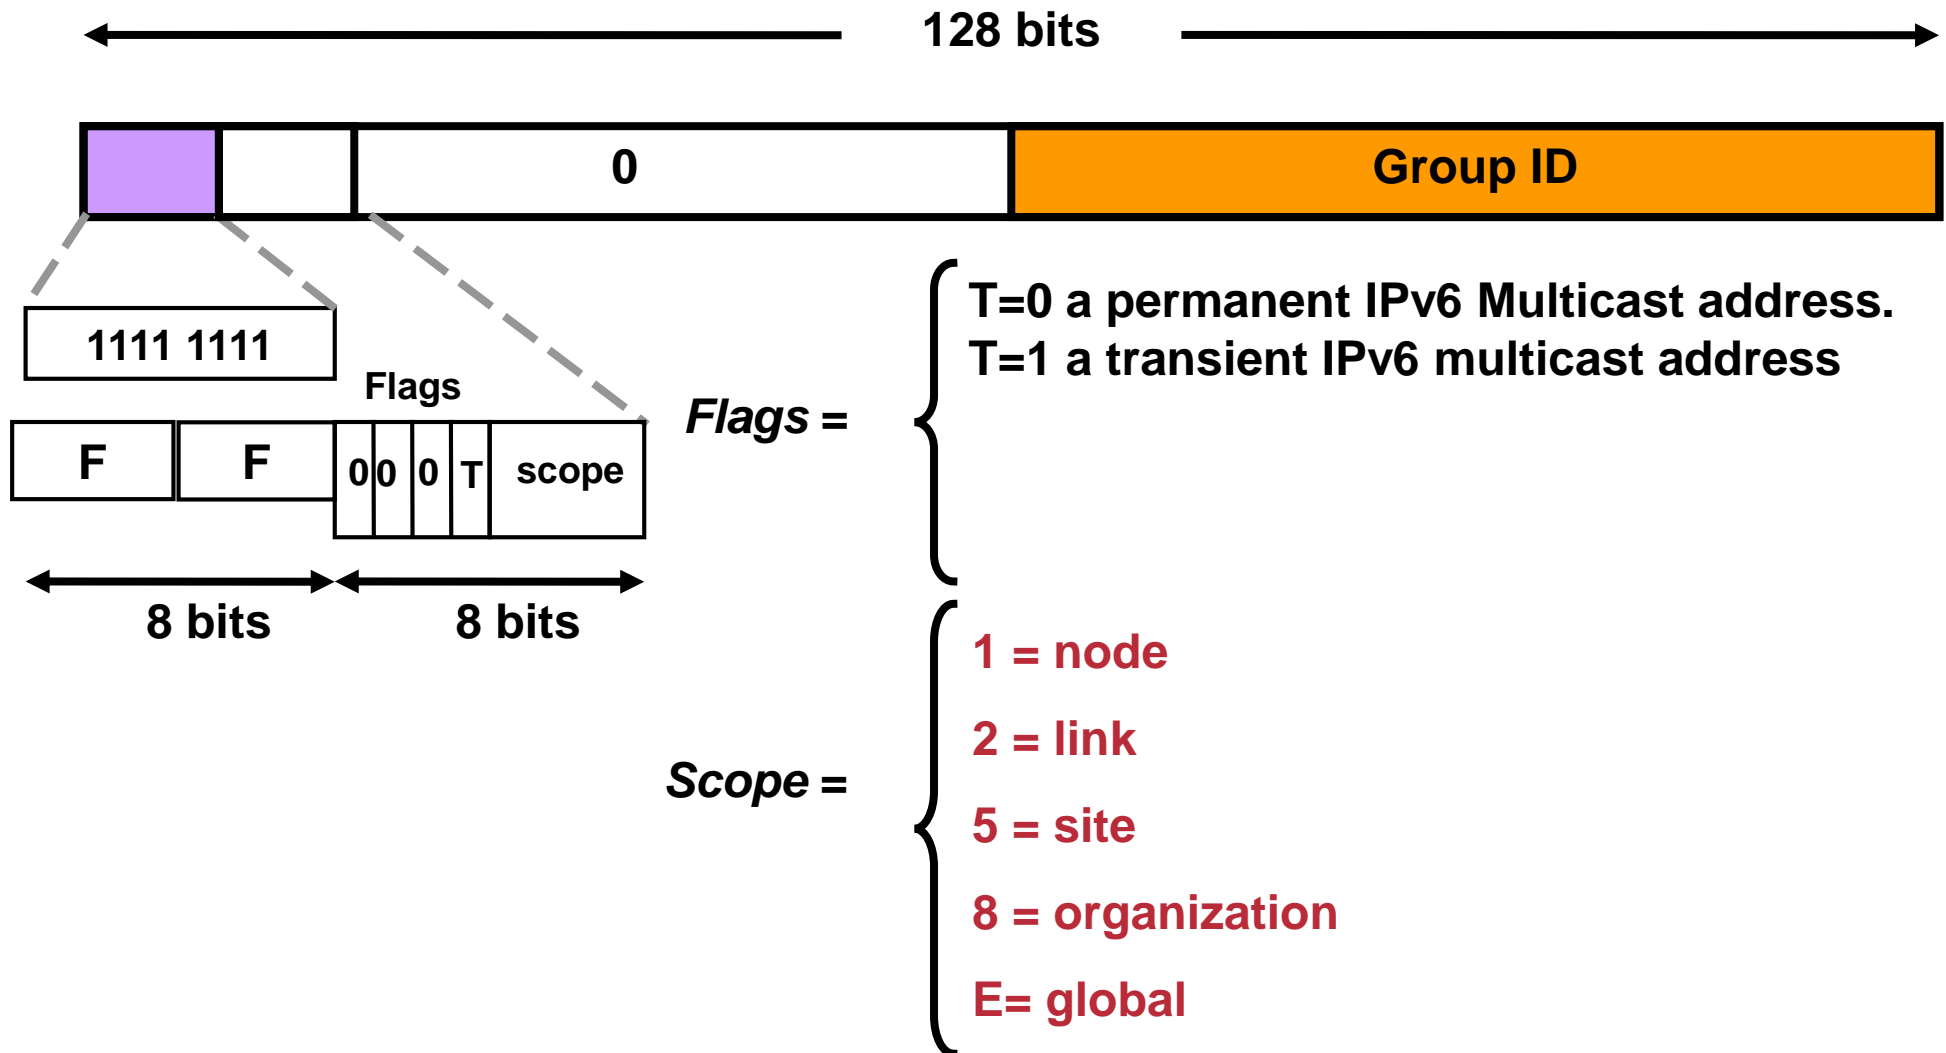 128 bits
0
Group ID
1111 1111
Flags
F F 0 0 0 T scope
8 bits 8 bits
Flags =
T=0 a permanent IPv6 Multicast address.
T=1 a transient IPv6 multicast address
Scope =
1 = node
2 = link
5 = site
8 = organization
E= global